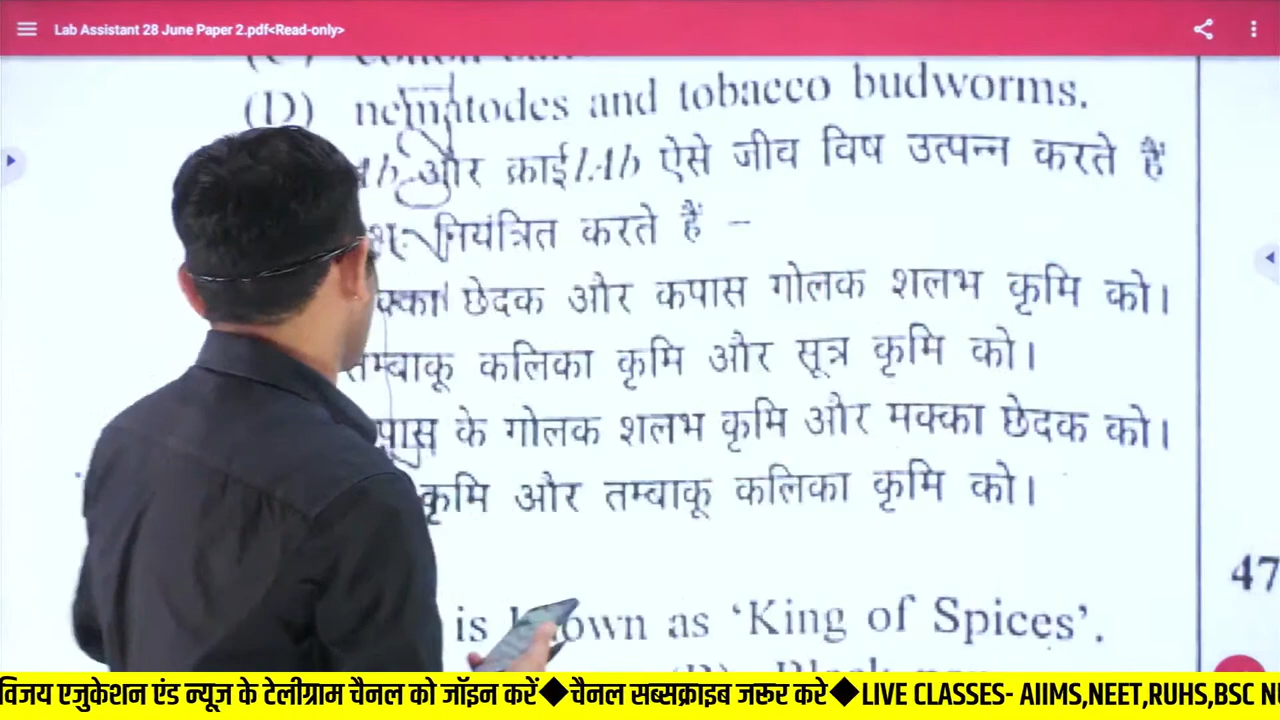 Lab Assistant 28 June Paper 2.pdf<Read-only>
(D) nematodes and tobacco budworms.
और क्राईIAb ऐसे जीव विष उत्पन्न करते हैं
नियंत्रित करते हैं –
छेदक और कपास गोलक शलभ कृमि को।
तम्बाकू कलिका कृमि और सूत्र कृमि को।
के गोलक शलभ कृमि और मक्का छेदक को।
कृमि और तम्बाकू कलिका कृमि को।
47
is known as ‘King of Spices’.
विजय एजुकेशन एंड न्यूज के टेलीग्राम चैनल को जॉइन करें◆चैनल सब्सक्राइब जरूर करे◆LIVE CLASSES- AIIMS,NEET,RUHS,BSC